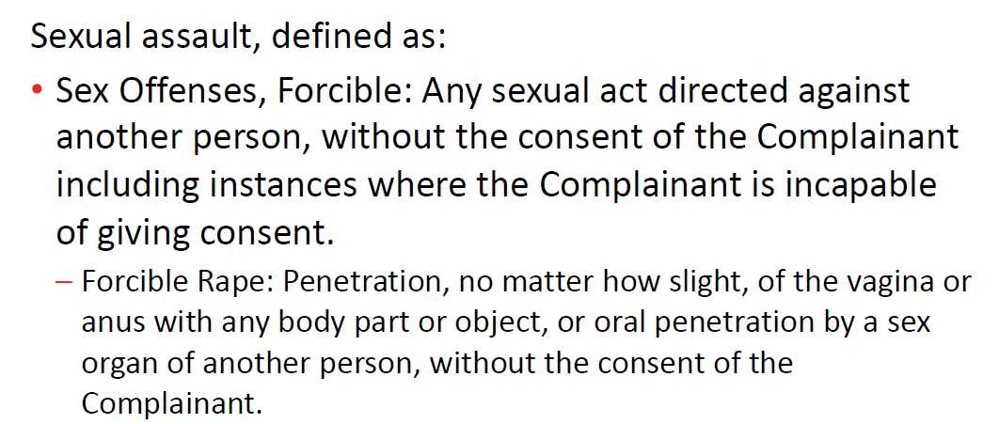 Sexual assault, defined as:
• Sex Offenses, Forcible: Any sexual act directed against
another person, without the consent of the Complainant
including instances where the Complainant is incapable
of giving consent.
– Forcible Rape: Penetration, no matter how slight, of the vagina or
anus with any body part or object, or oral penetration by a sex
organ of another person, without the consent of the
Complainant.